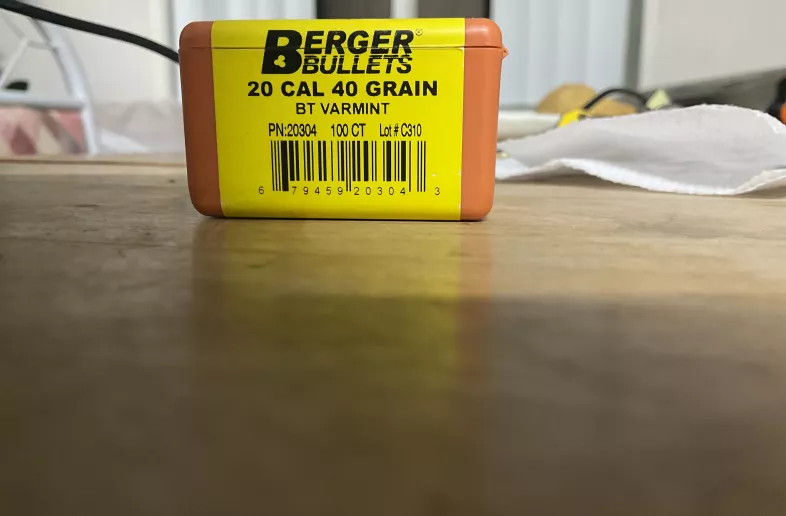 BERGER®
BULLETS
20 CAL 40 GRAIN
BT VARMINT
PN:20304 100 CT Lot # C310
6 79459 20304 3